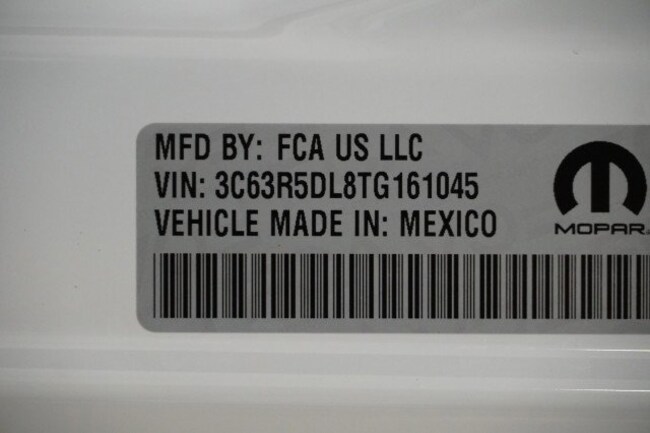 MFD BY: FCA US LLC
VIN: 3C63R5DL8TG161045
VEHICLE MADE IN: MEXICO
MOPAR